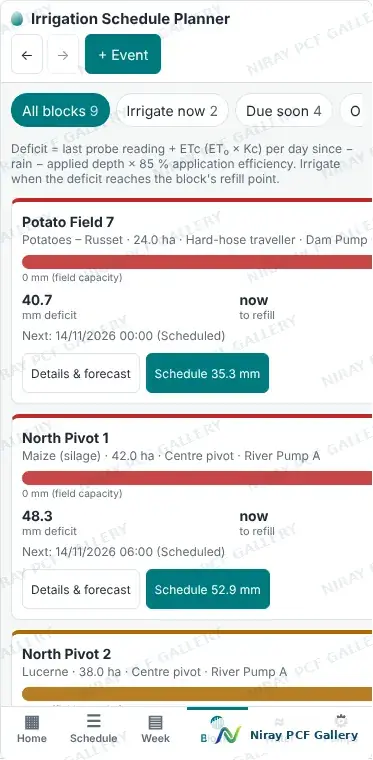 Irrigation Schedule Planner
← → + Event
All blocks 9 Irrigate now 2 Due soon 4 O
Deficit = last probe reading + ETc (ET₀ × Kc) per day since −
rain − applied depth × 85 % application efficiency. Irrigate
when the deficit reaches the block's refill point.
Potato Field 7
Potatoes – Russet · 24.0 ha · Hard-hose traveller · Dam Pump
0 mm (field capacity)
40.7 now
mm deficit to refill
Next: 14/11/2026 00:00 (Scheduled)
Details & forecast Schedule 35.3 mm
North Pivot 1
Maize (silage) · 42.0 ha · Centre pivot · River Pump A
0 mm (field capacity)
48.3 now
mm deficit to refill
Next: 14/11/2026 06:00 (Scheduled)
Details & forecast Schedule 52.9 mm
North Pivot 2
Lucerne · 38.0 ha · Centre pivot · River Pump A
Home Schedule Week B
Niray PCF Gallery
NIRAY PCF GALLERY